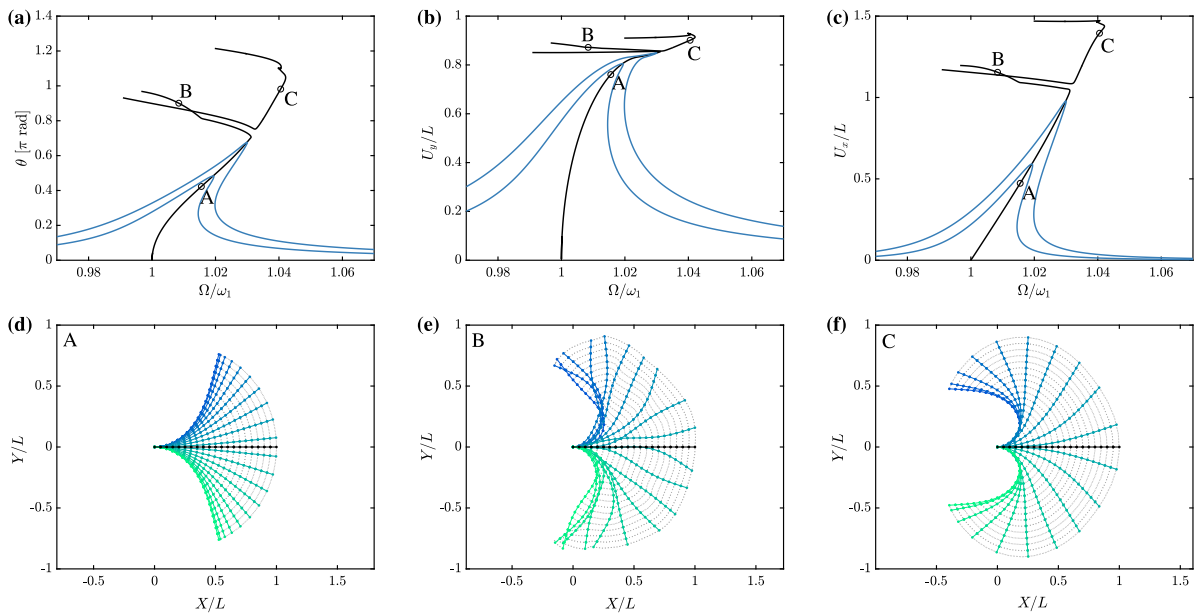 (a)
θ [π rad]
1.4
1.2
1
0.8
0.6
0.4
0.2
0
B
C
A
0.98
1
1.02
1.04
1.06
Ω/ω₁
(b)
U_y/L
1
0.8
0.6
0.4
0.2
0
B
C
A
0.98
1
1.02
1.04
1.06
Ω/ω₁
(c)
U_x/L
1.5
1
0.5
0
B
C
A
0.98
1
1.02
1.04
1.06
Ω/ω₁
(d)
A
Y/L
1
0.5
0
-0.5
-1
-0.5
0
0.5
1
1.5
X/L
(e)
B
Y/L
1
0.5
0
-0.5
-1
-0.5
0
0.5
1
1.5
X/L
(f)
C
Y/L
1
0.5
0
-0.5
-1
-0.5
0
0.5
1
1.5
X/L